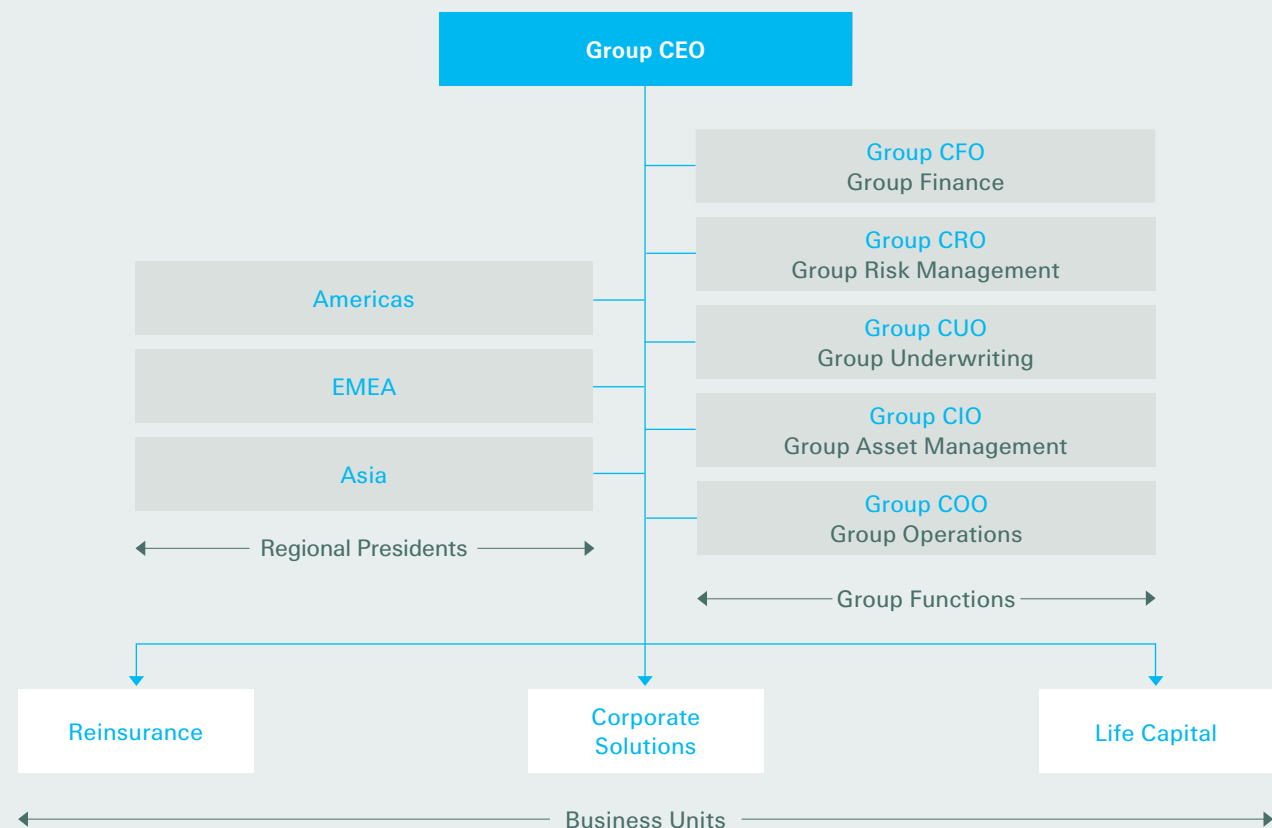 Group CEO
Group CFO
Group Finance
Group CRO
Group Risk Management
Americas
Group CUO
Group Underwriting
EMEA
Group CIO
Group Asset Management
Asia
Group COO
Group Operations
Regional Presidents
Group Functions
Reinsurance
Corporate
Solutions
Life Capital
Business Units